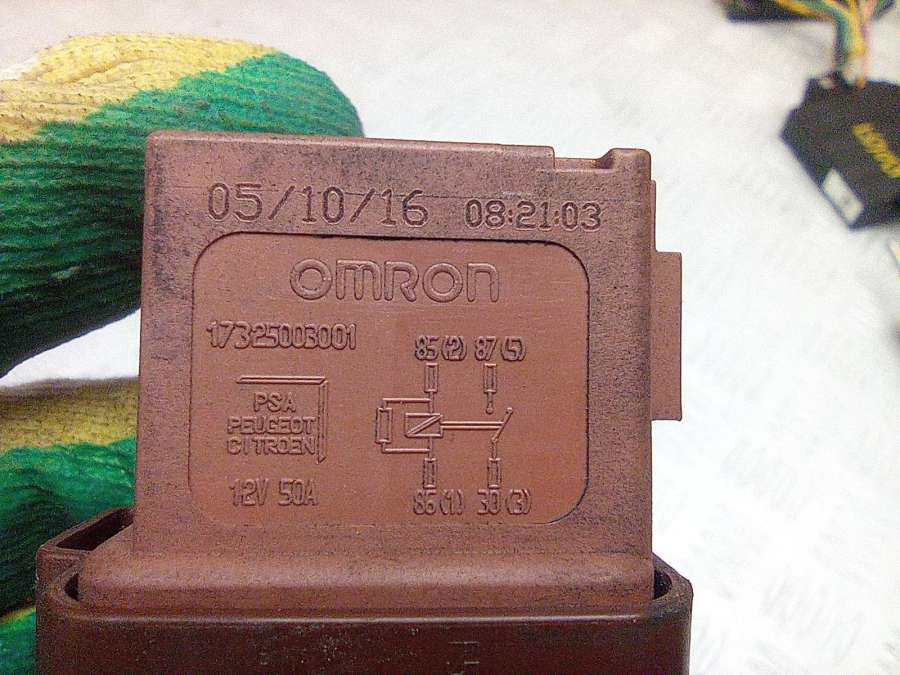 05/10/16 08:21:03
OMRON
17325003001
85(2) 87(5)
PSA
PEUGEOT
CITROEN
12V 50A
86(1) 30(3)